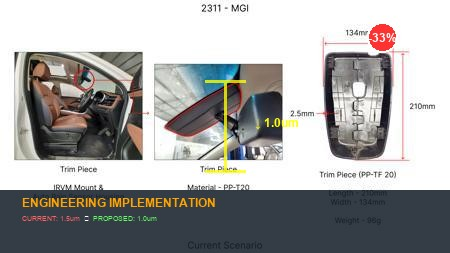 2311 - MGI
134mm
-33%
210mm
2.5mm
1.0um
Trim Piece
Trim Piece
Trim Piece (PP-TF 20)
IRVM Mount &
Material - PP-T20
Length - 210mm
Width - 134mm
Weight - 96g
ENGINEERING IMPLEMENTATION
CURRENT: 1.5um PROPOSED: 1.0um
Current Scenario